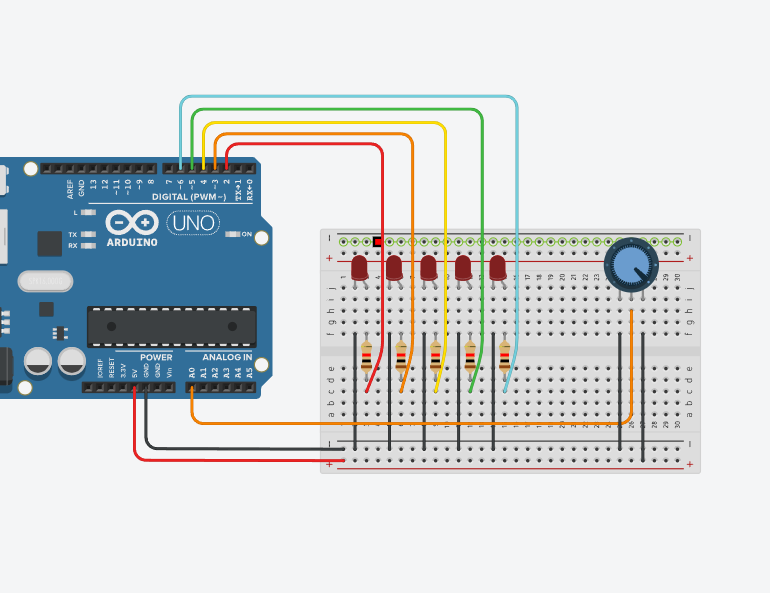 AREF
GND
13
12
~11
~10
~9
8
7
~6
~5
4
~3
2
TX→1
RX←0
DIGITAL (PWM~)
L
TX
RX
UNO
ON
ARDUINO
POWER
ANALOG IN
IOREF
RESET
3.3V
5V
GND
GND
Vin
A0
A1
A2
A3
A4
A5
− −
+ +
j j
i i
h h
g g
f f
e e
d d
c c
b b
a a
− −
+ +